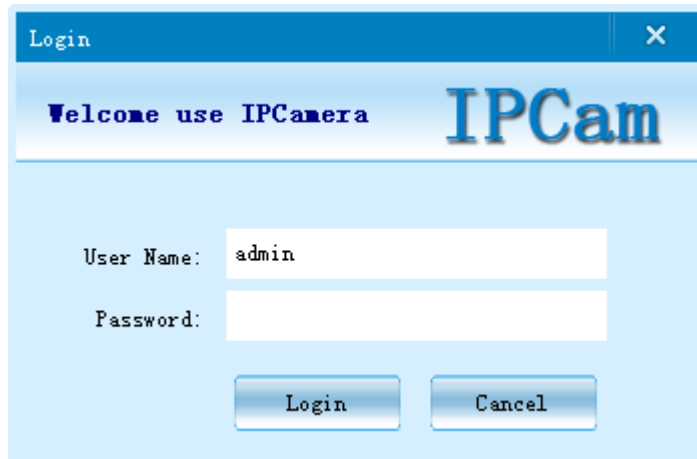 Login
Welcome use IPCamera
IPCam
User Name: admin
Password:
Login
Cancel